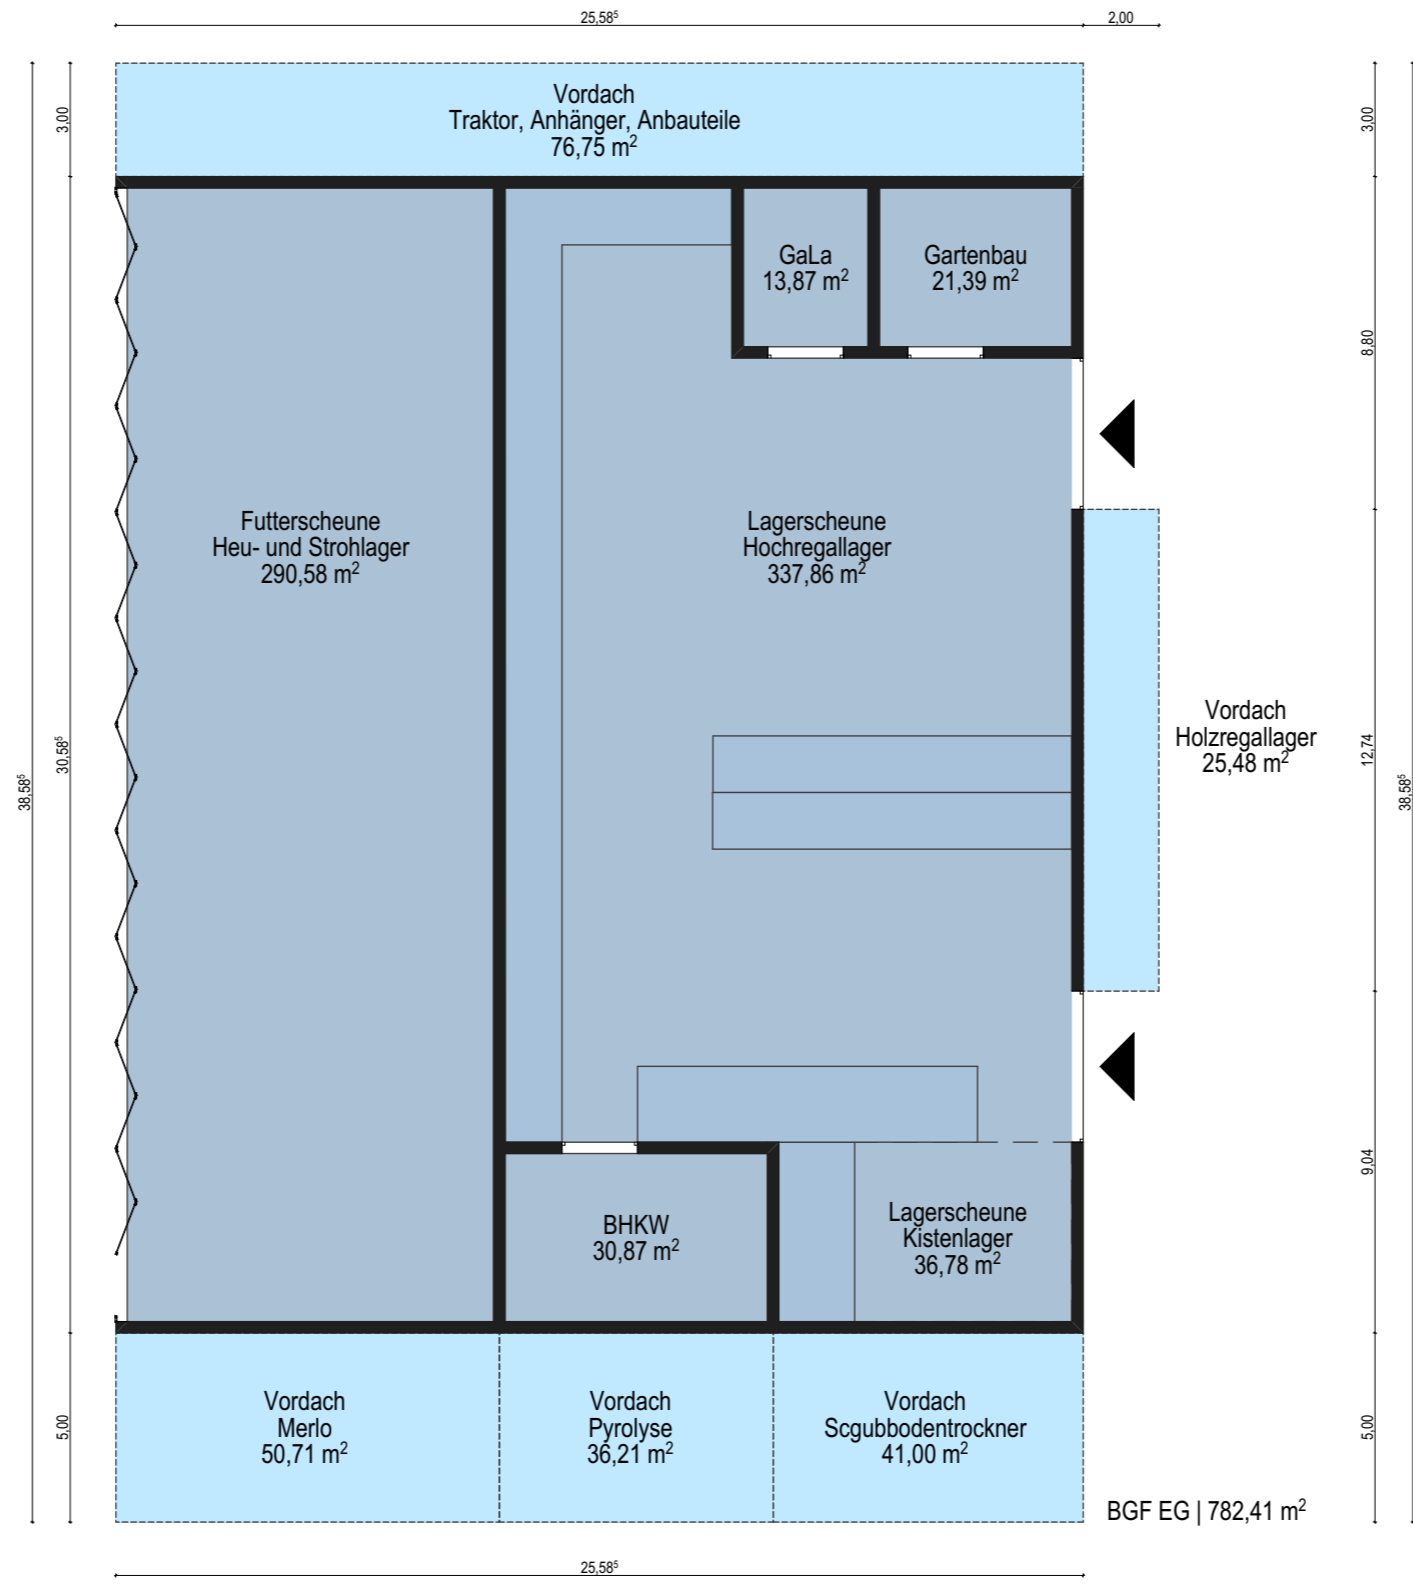 25,58⁵
2,00
Vordach
Traktor, Anhänger, Anbauteile
76,75 m²
3,00
3,00
GaLa
13,87 m²
Gartenbau
21,39 m²
8,80
Futterscheune
Heu- und Strohlager
290,58 m²
Lagerscheune
Hochregallager
337,86 m²
Vordach
Holzregallager
25,48 m²
38,58⁵
30,58⁵
12,74
38,58⁵
BHKW
30,87 m²
Lagerscheune
Kistenlager
36,78 m²
9,04
Vordach
Merlo
50,71 m²
Vordach
Pyrolyse
36,21 m²
Vordach
Scgubbodentrockner
41,00 m²
5,00
5,00
BGF EG | 782,41 m²
25,58⁵